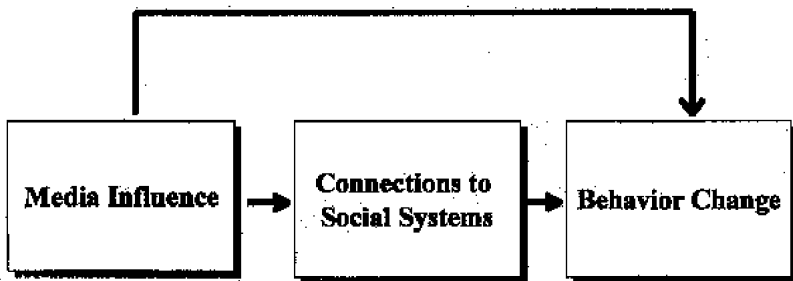 Media Influence
Connections to
Social Systems
Behavior Change